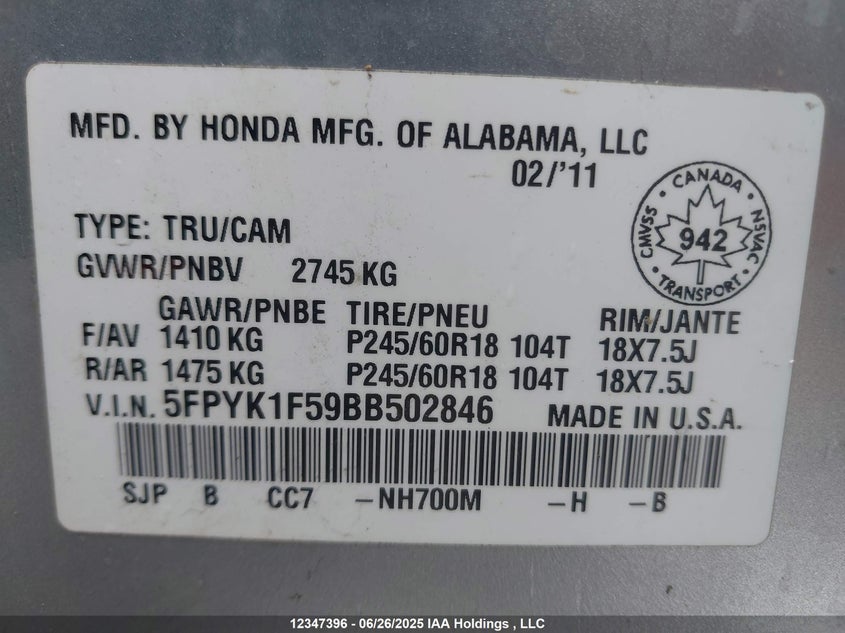 MFD. BY HONDA MFG. OF ALABAMA, LLC
02/'11
CANADA
CMVSS
942
NSVAC
TRANSPORT
TYPE: TRU/CAM
GVWR/PNBV 2745 KG
GAWR/PNBE TIRE/PNEU RIM/JANTE
F/AV 1410 KG P245/60R18 104T 18X7.5J
R/AR 1475 KG P245/60R18 104T 18X7.5J
V.I.N. 5FPYK1F59BB502846 MADE IN U.S.A.
SJP B CC7 -NH700M -H -B
12347396 - 06/26/2025 IAA Holdings , LLC